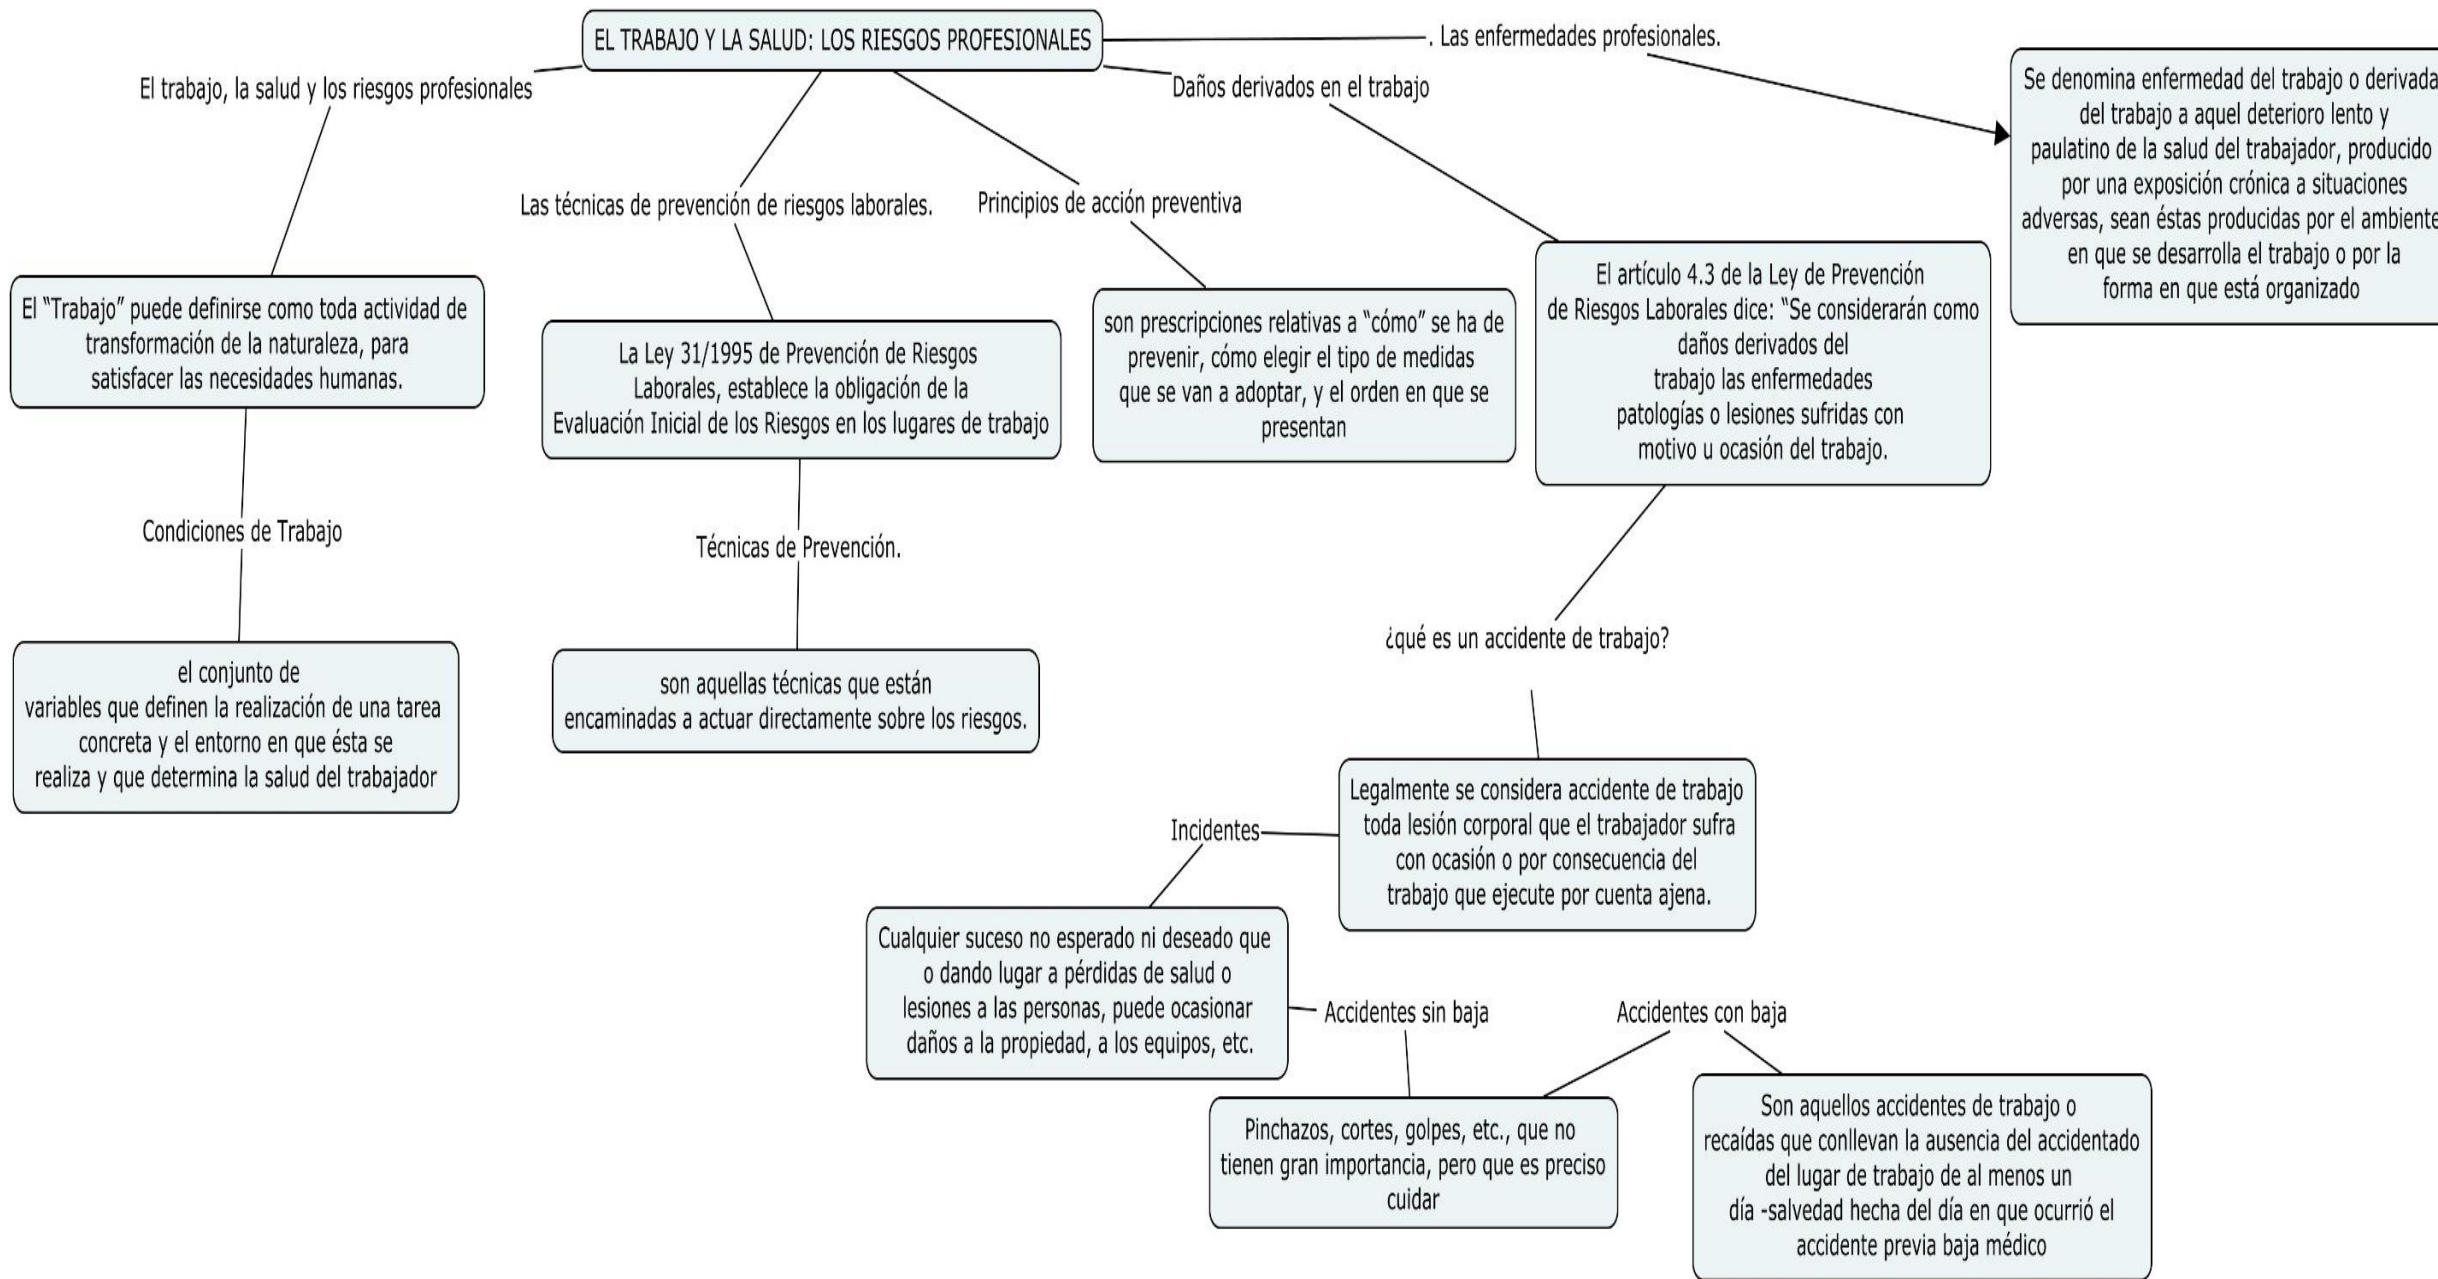 EL TRABAJO Y LA SALUD: LOS RIESGOS PROFESIONALES
El trabajo, la salud y los riesgos profesionales
El “Trabajo” puede definirse como toda actividad de
transformación de la naturaleza, para
satisfacer las necesidades humanas.
Condiciones de Trabajo
el conjunto de
variables que definen la realización de una tarea
concreta y el entorno en que ésta se
realiza y que determina la salud del trabajador
Las técnicas de prevención de riesgos laborales.
La Ley 31/1995 de Prevención de Riesgos
Laborales, establece la obligación de la
Evaluación Inicial de los Riesgos en los lugares de trabajo
Técnicas de Prevención.
son aquellas técnicas que están
encaminadas a actuar directamente sobre los riesgos.
Principios de acción preventiva
son prescripciones relativas a “cómo” se ha de
prevenir, cómo elegir el tipo de medidas
que se van a adoptar, y el orden en que se
presentan
Daños derivados en el trabajo
El artículo 4.3 de la Ley de Prevención
de Riesgos Laborales dice: “Se considerarán como
daños derivados del
trabajo las enfermedades
patologías o lesiones sufridas con
motivo u ocasión del trabajo.
¿qué es un accidente de trabajo?
Legalmente se considera accidente de trabajo
toda lesión corporal que el trabajador sufra
con ocasión o por consecuencia del
trabajo que ejecute por cuenta ajena.
Incidentes
Cualquier suceso no esperado ni deseado que
o dando lugar a pérdidas de salud o
lesiones a las personas, puede ocasionar
daños a la propiedad, a los equipos, etc.
Accidentes sin baja
Pinchazos, cortes, golpes, etc., que no
tienen gran importancia, pero que es preciso
cuidar
Accidentes con baja
Son aquellos accidentes de trabajo o
recaídas que conllevan la ausencia del accidentado
del lugar de trabajo de al menos un
día -salvedad hecha del día en que ocurrió el
accidente previa baja médico
. Las enfermedades profesionales.
Se denomina enfermedad del trabajo o derivada
del trabajo a aquel deterioro lento y
paulatino de la salud del trabajador, producido
por una exposición crónica a situaciones
adversas, sean éstas producidas por el ambiente
en que se desarrolla el trabajo o por la
forma en que está organizado